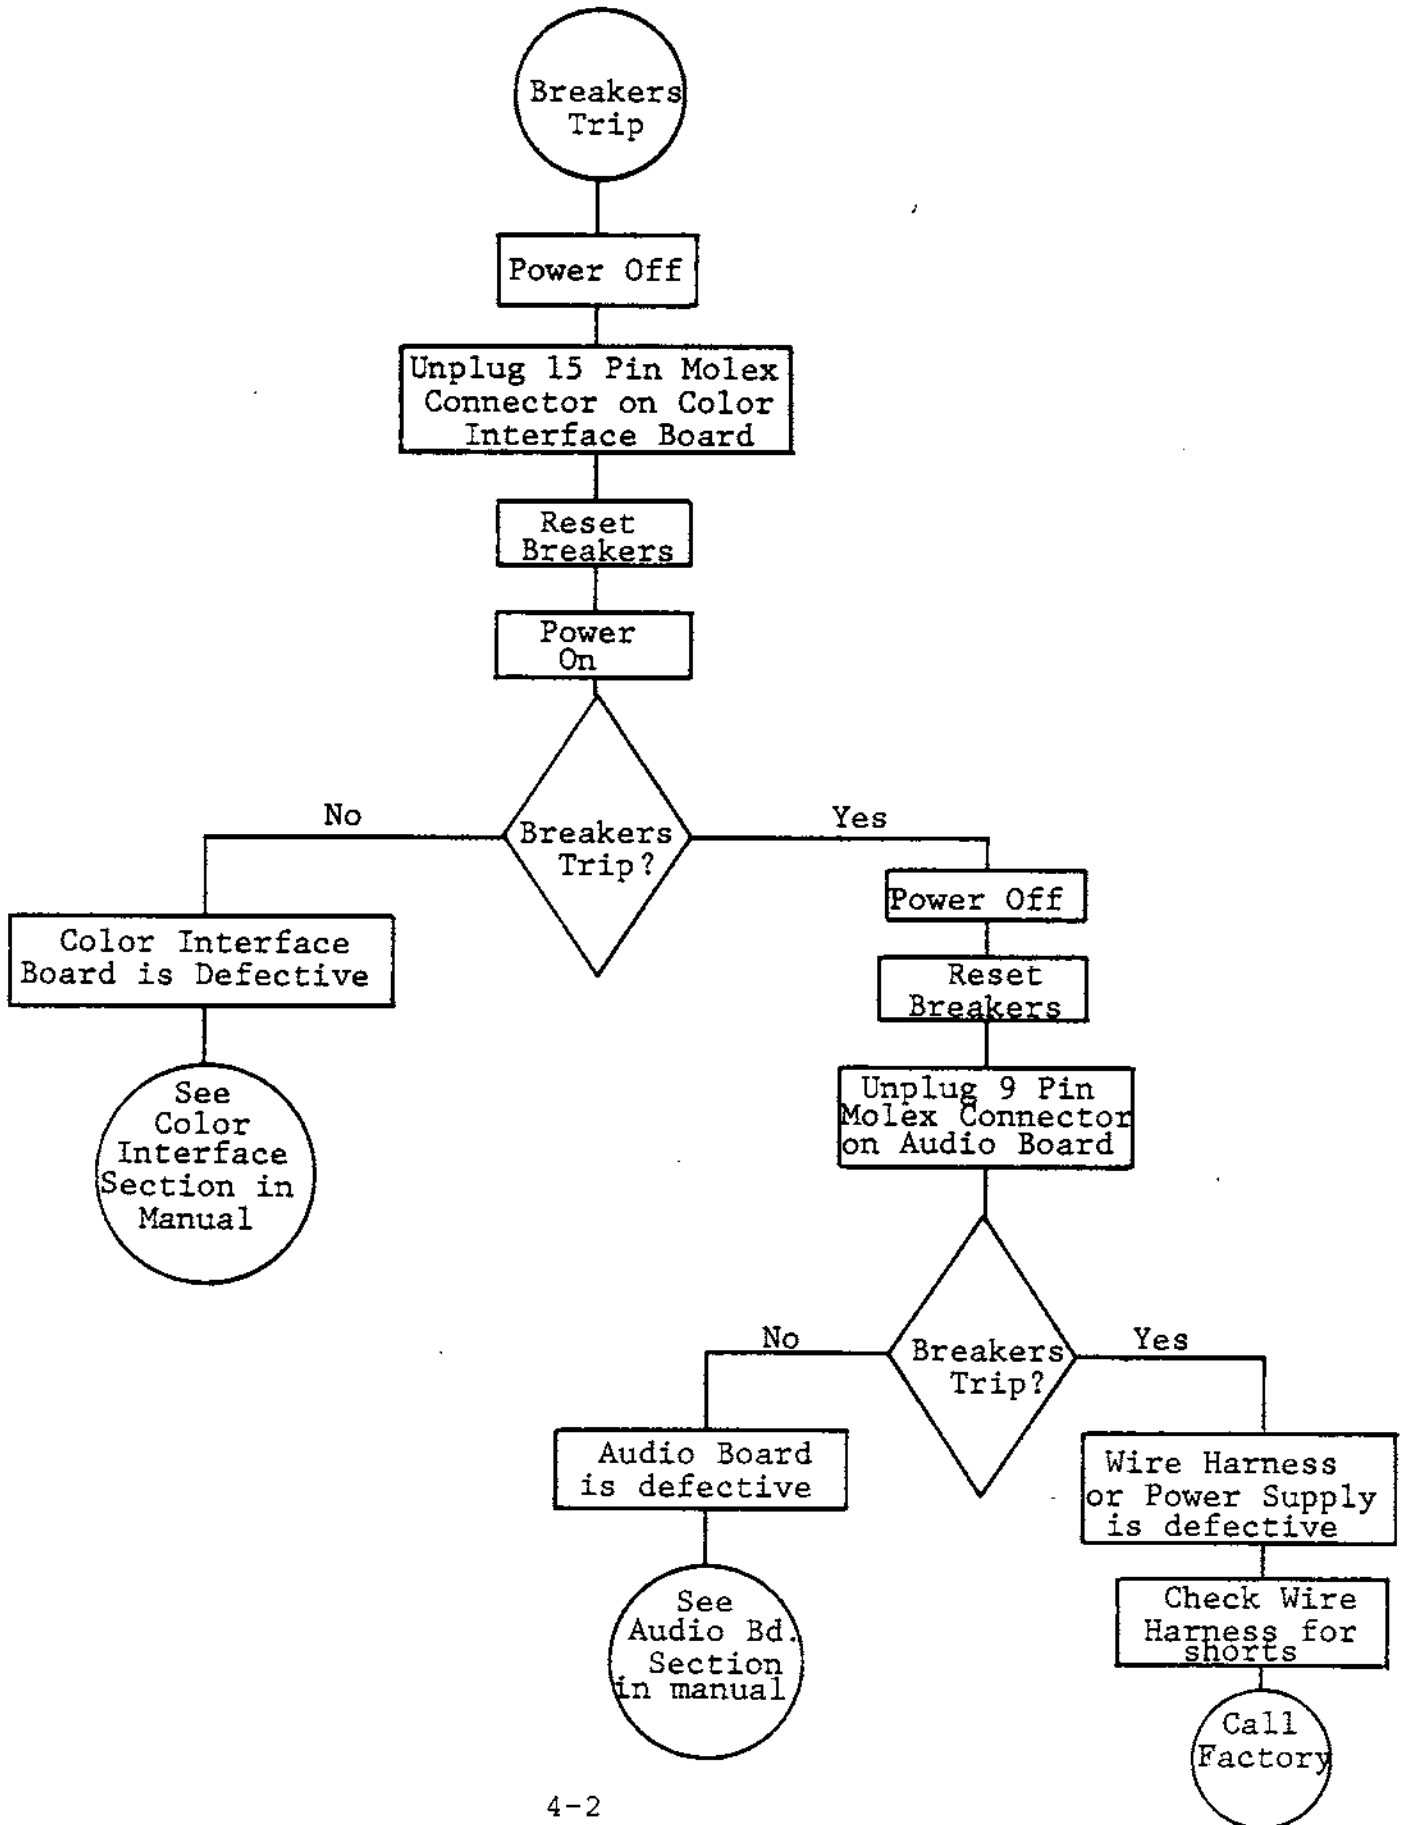 Breakers
Trip
Power Off
Unplug 15 Pin Molex
Connector on Color
Interface Board
Reset
Breakers
Power
On
Breakers
Trip?
No
Yes
Color Interface
Board is Defective
See
Color
Interface
Section in
Manual
Power Off
Reset
Breakers
Unplug 9 Pin
Molex Connector
on Audio Board
Breakers
Trip?
No
Yes
Audio Board
is defective
See
Audio Bd.
Section
in manual
Wire Harness
or Power Supply
is defective
Check Wire
Harness for
shorts
Call
Factory
4-2